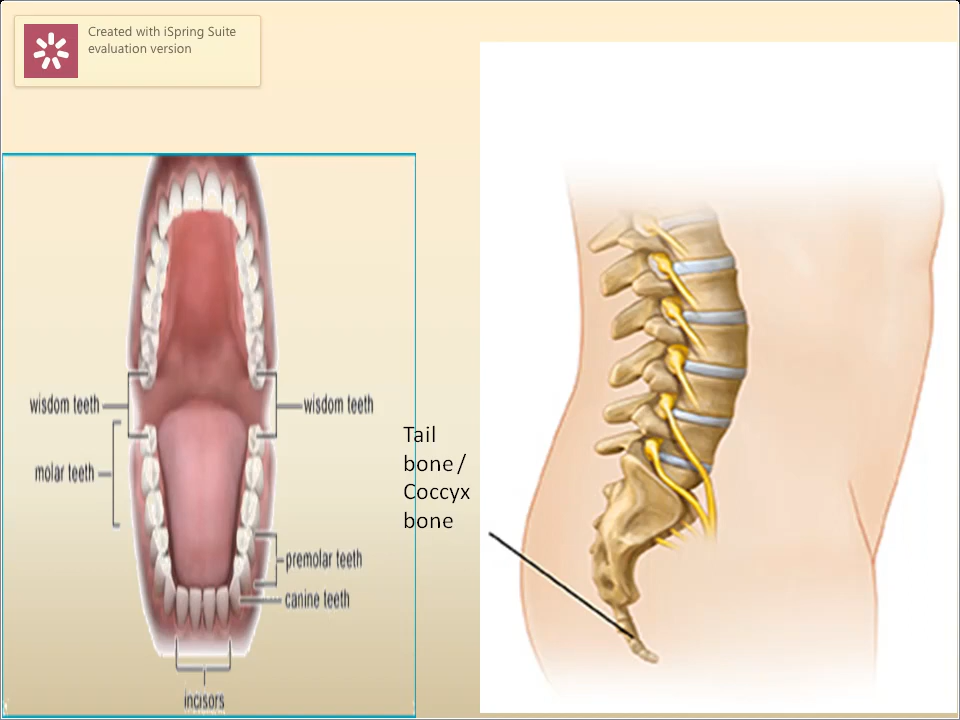 Created with iSpring Suite
evaluation version
wisdom teeth
wisdom teeth
molar teeth
premolar teeth
canine teeth
incisors
Tail
bone /
Coccyx
bone